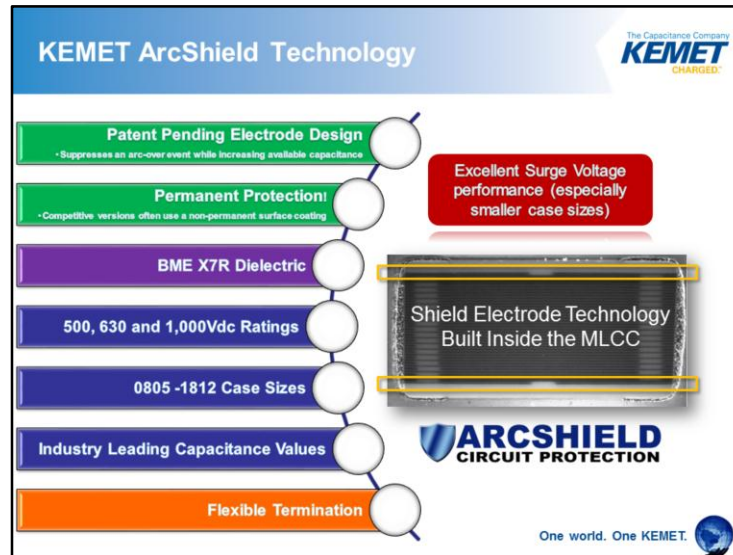 KEMET ArcShield Technology
The Capacitance Company
KEMET
CHARGED.™
Patent Pending Electrode Design
• Suppresses an arc-over event while increasing available capacitance
Permanent Protection!
• Competitive versions often use a non-permanent surface coating
BME X7R Dielectric
500, 630 and 1,000Vdc Ratings
0805 -1812 Case Sizes
Industry Leading Capacitance Values
Flexible Termination
Excellent Surge Voltage
performance (especially
smaller case sizes)
Shield Electrode Technology
Built Inside the MLCC
ARCSHIELD
CIRCUIT PROTECTION
One world. One KEMET.